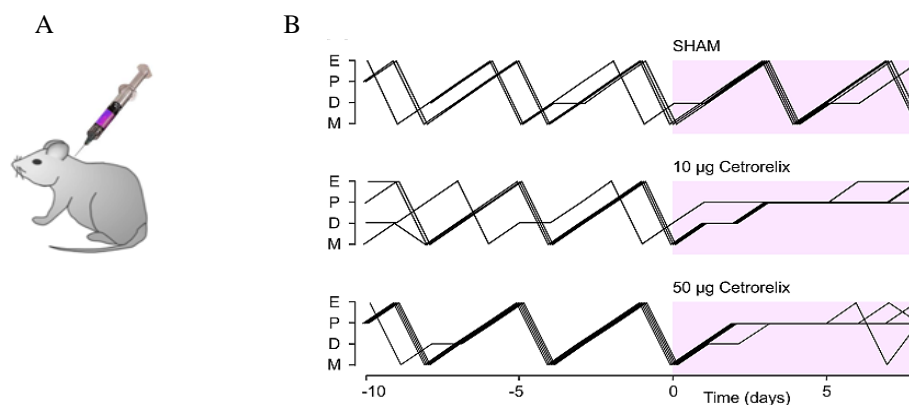 A
B
SHAM
E
P
D
M
10 µg Cetrorelix
E
P
D
M
50 µg Cetrorelix
E
P
D
M
-10
-5
0
5
Time (days)